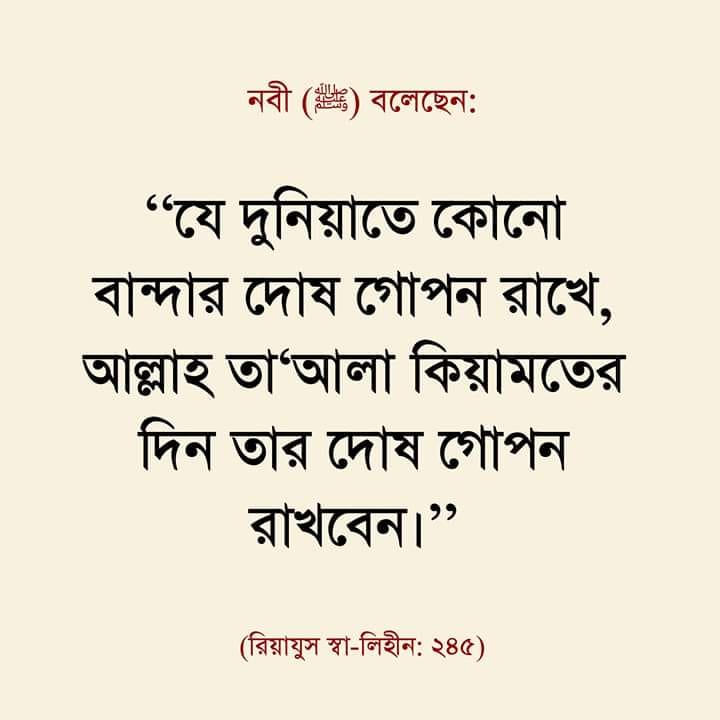 নবী (ﷺ) বলেছেন:
“যে দুনিয়াতে কোনো
বান্দার দোষ গোপন রাখে,
আল্লাহ তা‘আলা কিয়ামতের
দিন তার দোষ গোপন
রাখবেন।”
(রিয়াযুস স্বা-লিহীন: ২৪৫)